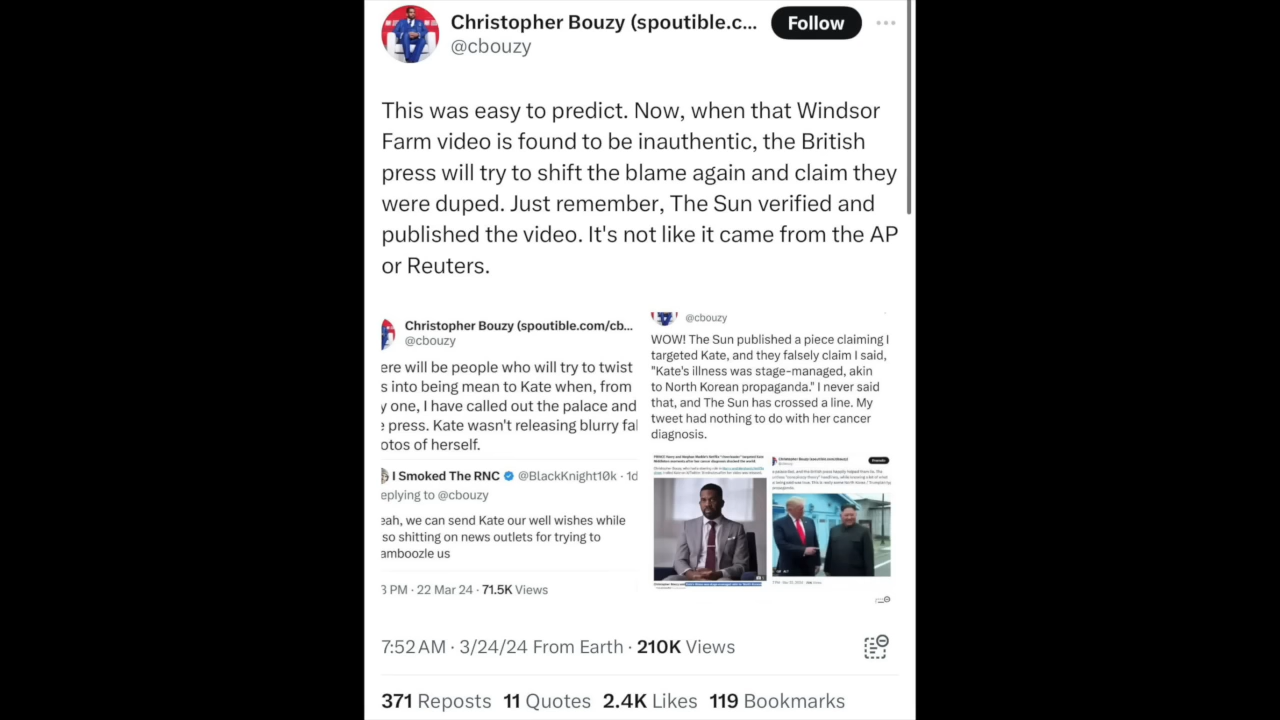 Christopher Bouzy (spoutible.c...
Follow
@cbouzy
This was easy to predict. Now, when that Windsor
Farm video is found to be inauthentic, the British
press will try to shift the blame again and claim they
were duped. Just remember, The Sun verified and
published the video. It's not like it came from the AP
or Reuters.
Christopher Bouzy (spoutible.com/cb...
@cbouzy
ere will be people who will try to twist
s into being mean to Kate when, from
y one, I have called out the palace and
e press. Kate wasn't releasing blurry fal
otos of herself.
I Smoked The RNC @BlackKnight10k · 1d
eplying to @cbouzy
eah, we can send Kate our well wishes while
so shitting on news outlets for trying to
amboozle us
3 PM · 22 Mar 24 · 71.5K Views
@cbouzy
WOW! The Sun published a piece claiming I
targeted Kate, and they falsely claim I said,
"Kate's illness was stage-managed, akin
to North Korean propaganda." I never said
that, and The Sun has crossed a line. My
tweet had nothing to do with her cancer
diagnosis.
7:52 AM · 3/24/24 From Earth · 210K Views
371 Reposts 11 Quotes 2.4K Likes 119 Bookmarks